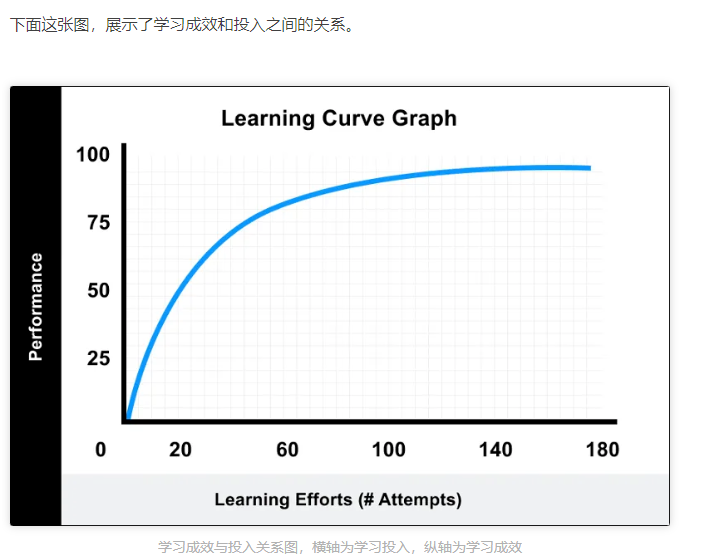 下面这张图，展示了学习成效和投入之间的关系。
Learning Curve Graph
100
75
50
25
Performance
0 20 60 100 140 180
Learning Efforts (# Attempts)
学习成效与投入关系图，横轴为学习投入，纵轴为学习成效